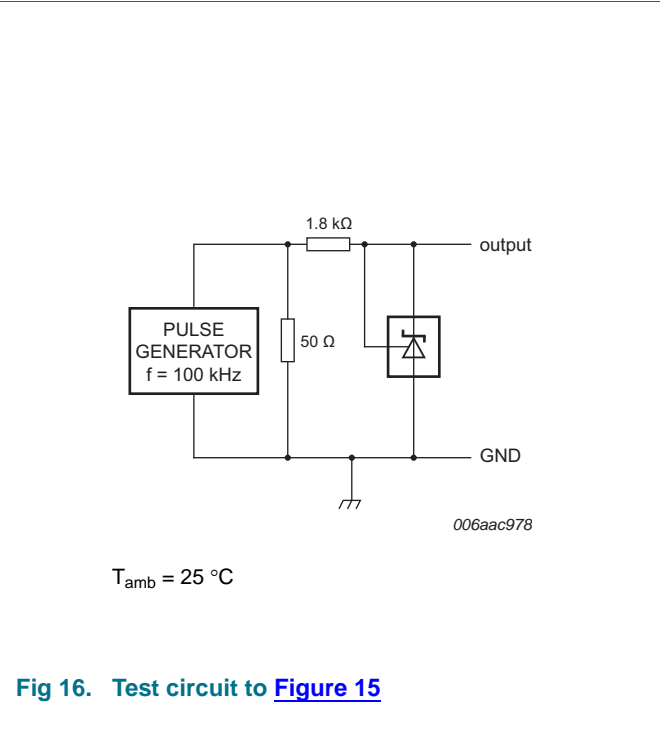 1.8 kΩ
output
PULSE
GENERATOR
f = 100 kHz
50 Ω
GND
006aac978
Tamb = 25 °C
Fig 16. Test circuit to Figure 15